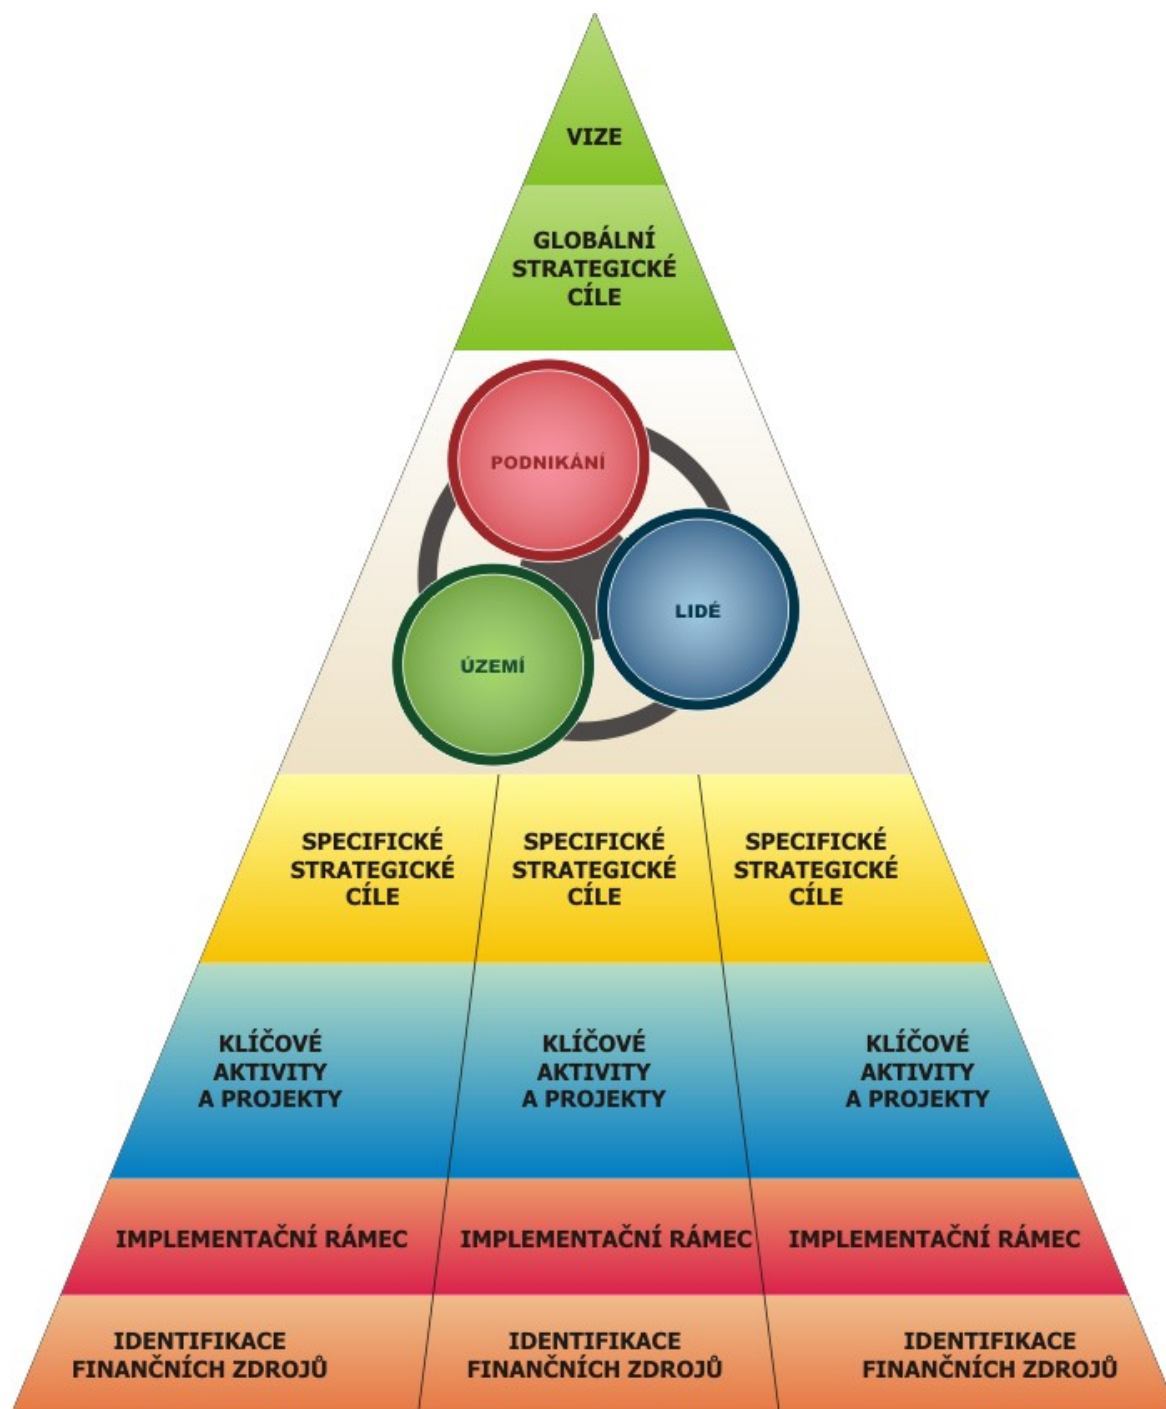 VIZE
GLOBÁLNÍ
STRATEGICKÉ
CÍLE
PODNIKÁNÍ
LIDÉ
ÚZEMÍ
SPECIFICKÉ
STRATEGICKÉ
CÍLE
SPECIFICKÉ
STRATEGICKÉ
CÍLE
SPECIFICKÉ
STRATEGICKÉ
CÍLE
KLÍČOVÉ
AKTIVITY
A PROJEKTY
KLÍČOVÉ
AKTIVITY
A PROJEKTY
KLÍČOVÉ
AKTIVITY
A PROJEKTY
IMPLEMENTAČNÍ RÁMEC
IMPLEMENTAČNÍ RÁMEC
IMPLEMENTAČNÍ RÁMEC
IDENTIFIKACE
FINANČNÍCH ZDROJŮ
IDENTIFIKACE
FINANČNÍCH ZDROJŮ
IDENTIFIKACE
FINANČNÍCH ZDROJŮ